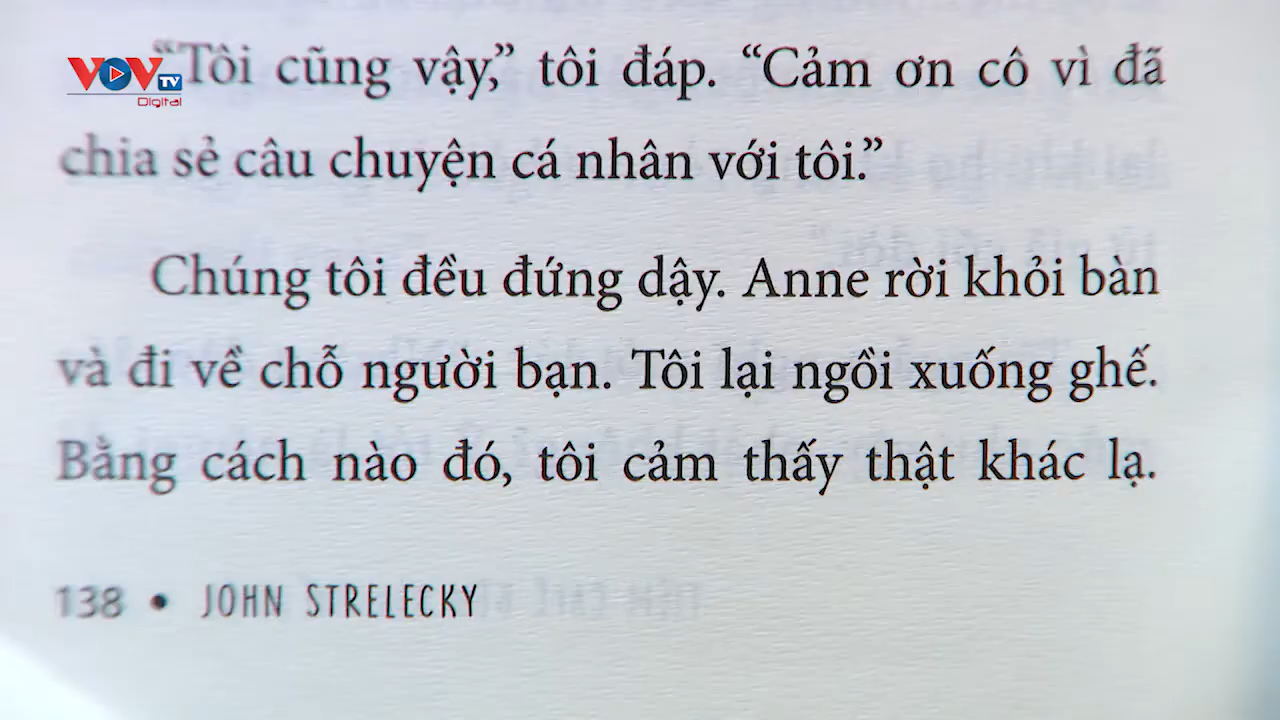 VOV TV
Digital
“Tôi cũng vậy,” tôi đáp. “Cảm ơn cô vì đã
chia sẻ câu chuyện cá nhân với tôi.”
Chúng tôi đều đứng dậy. Anne rời khỏi bàn
và đi về chỗ người bạn. Tôi lại ngồi xuống ghế.
Bằng cách nào đó, tôi cảm thấy thật khác lạ.
138 • JOHN STRELECKY